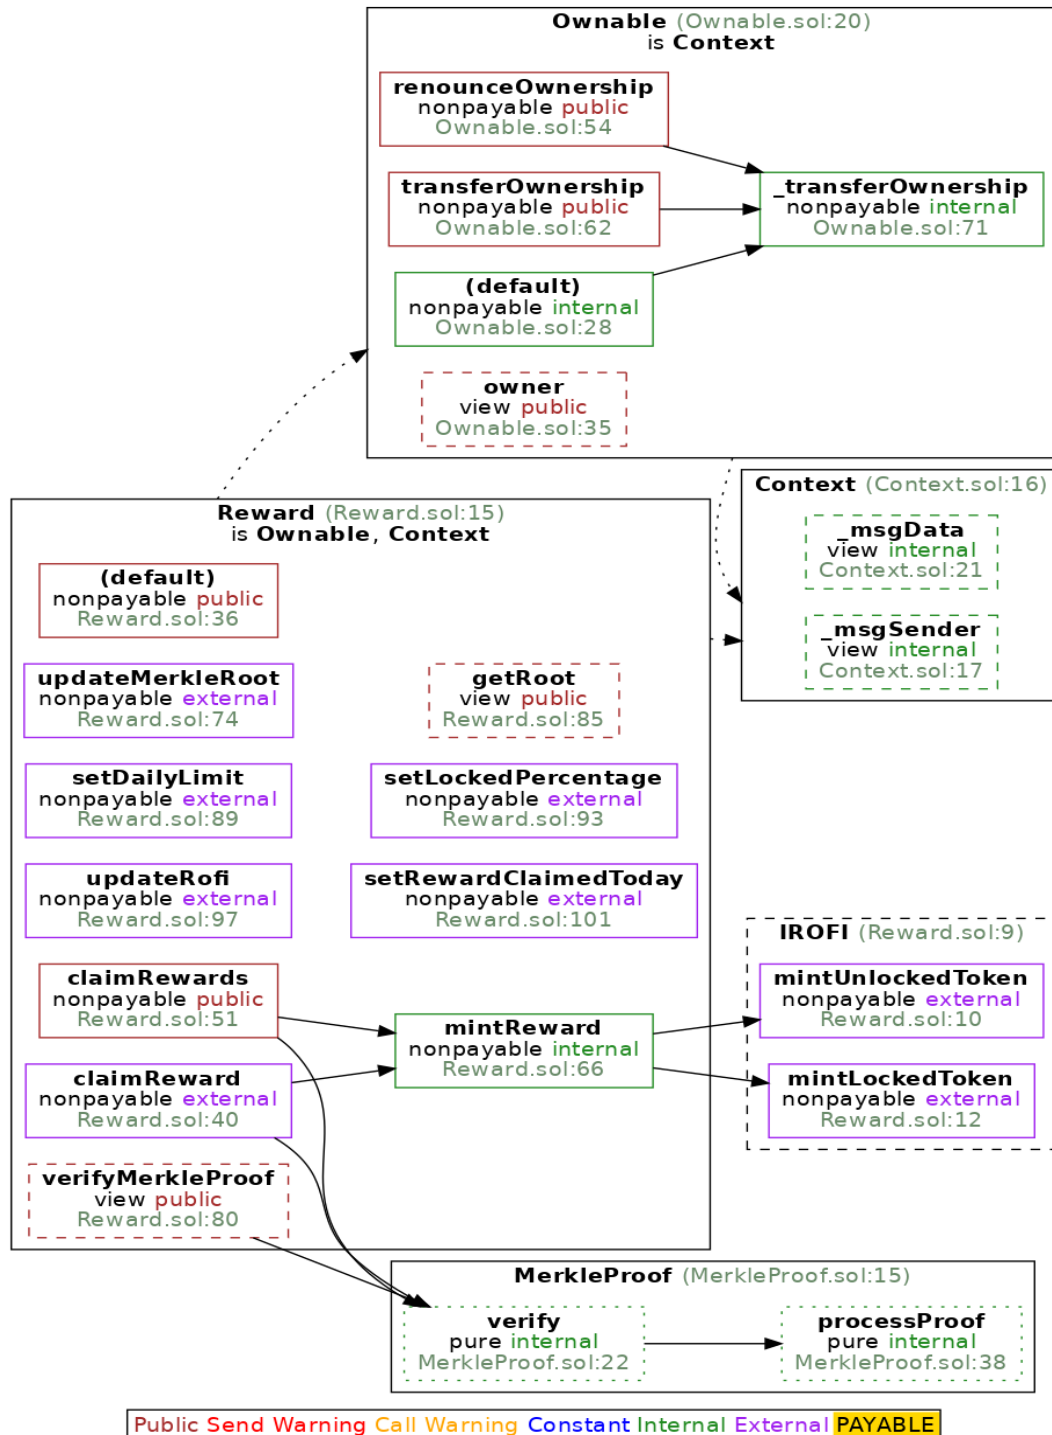 Ownable (Ownable.sol:20)
is Context
renounceOwnership
nonpayable public
Ownable.sol:54
transferOwnership
nonpayable public
Ownable.sol:62
_transferOwnership
nonpayable internal
Ownable.sol:71
(default)
nonpayable internal
Ownable.sol:28
owner
view public
Ownable.sol:35
Context (Context.sol:16)
_msgData
view internal
Context.sol:21
_msgSender
view internal
Context.sol:17
Reward (Reward.sol:15)
is Ownable, Context
(default)
nonpayable public
Reward.sol:36
updateMerkleRoot
nonpayable external
Reward.sol:74
getRoot
view public
Reward.sol:85
setDailyLimit
nonpayable external
Reward.sol:89
setLockedPercentage
nonpayable external
Reward.sol:93
updateRofi
nonpayable external
Reward.sol:97
setRewardClaimedToday
nonpayable external
Reward.sol:101
claimRewards
nonpayable public
Reward.sol:51
mintReward
nonpayable internal
Reward.sol:66
claimReward
nonpayable external
Reward.sol:40
verifyMerkleProof
view public
Reward.sol:80
IROFI (Reward.sol:9)
mintUnlockedToken
nonpayable external
Reward.sol:10
mintLockedToken
nonpayable external
Reward.sol:12
MerkleProof (MerkleProof.sol:15)
verify
pure internal
MerkleProof.sol:22
processProof
pure internal
MerkleProof.sol:38
Public Send Warning Call Warning Constant Internal External PAYABLE